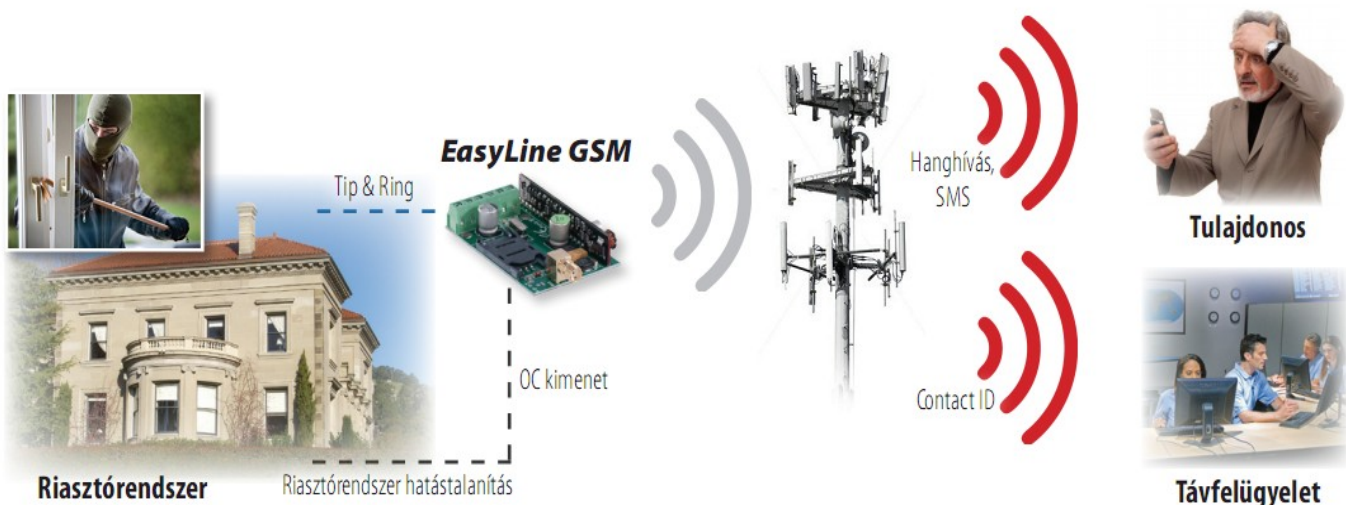 EasyLine GSM
Tip & Ring
Hanghívás,
SMS
Tulajdonos
OC kimenet
Contact ID
Riasztórendszer
Riasztórendszer hatástalanítás
Távfelügyelet